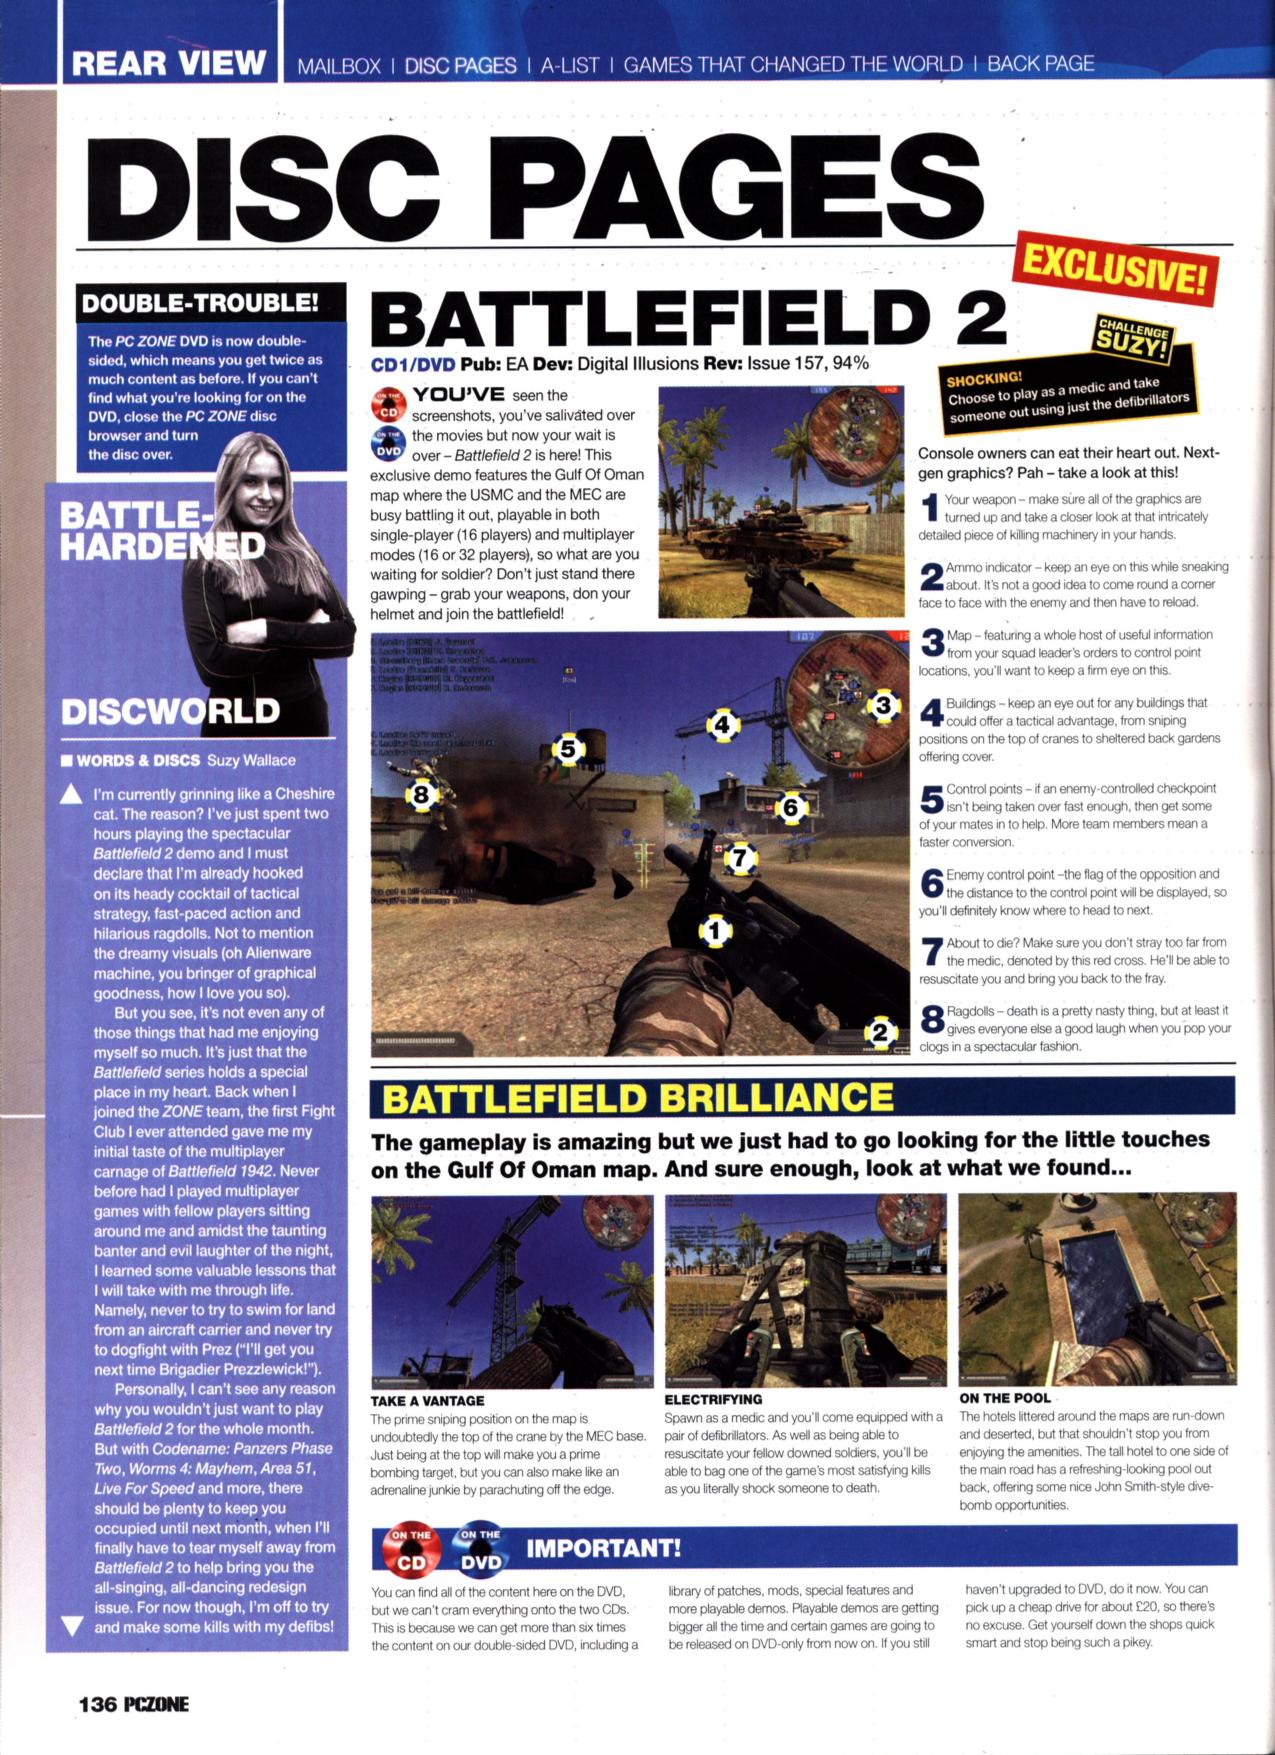 REAR VIEW
MAILBOX | DISC PAGES | A-LIST | GAMES THAT CHANGED THE WORLD | BACK PAGE
DISC PAGES
DOUBLE-TROUBLE!
The PC ZONE DVD is now double-
sided, which means you get twice as
much content as before. If you can't
find what you're looking for on the
DVD, close the PC ZONE disc
browser and turn
the disc over.
BATTLE-
HARDENED
DISCWORLD
■ WORDS & DISCS Suzy Wallace
I'm currently grinning like a Cheshire
cat. The reason? I've just spent two
hours playing the spectacular
Battlefield 2 demo and I must
declare that I'm already hooked
on its heady cocktail of tactical
strategy, fast-paced action and
hilarious ragdolls. Not to mention
the dreamy visuals (oh Alienware
machine, you bringer of graphical
goodness, how I love you so).
But you see, it's not even any of
those things that had me enjoying
myself so much. It's just that the
Battlefield series holds a special
place in my heart. Back when I
joined the ZONE team, the first Fight
Club I ever attended gave me my
initial taste of the multiplayer
carnage of Battlefield 1942. Never
before had I played multiplayer
games with fellow players sitting
around me and amidst the taunting
banter and evil laughter of the night,
I learned some valuable lessons that
I will take with me through life.
Namely, never to try to swim for land
from an aircraft carrier and never try
to dogfight with Prez ("I'll get you
next time Brigadier Prezzlewick!").
Personally, I can't see any reason
why you wouldn't just want to play
Battlefield 2 for the whole month.
But with Codename: Panzers Phase
Two, Worms 4: Mayhem, Area 51,
Live For Speed and more, there
should be plenty to keep you
occupied until next month, when I'll
finally have to tear myself away from
Battlefield 2 to help bring you the
all-singing, all-dancing redesign
issue. For now though, I'm off to try
and make some kills with my defibs!
EXCLUSIVE!
BATTLEFIELD 2
CD1/DVD Pub: EA Dev: Digital Illusions Rev: Issue 157, 94%
ON THE CD
ON THE DVD
YOU'VE seen the
screenshots, you've salivated over
the movies but now your wait is
over – Battlefield 2 is here! This
exclusive demo features the Gulf Of Oman
map where the USMC and the MEC are
busy battling it out, playable in both
single-player (16 players) and multiplayer
modes (16 or 32 players), so what are you
waiting for soldier? Don't just stand there
gawping – grab your weapons, don your
helmet and join the battlefield!
CHALLENGE
SUZY!
SHOCKING!
Choose to play as a medic and take
someone out using just the defibrillators
Console owners can eat their heart out. Next-
gen graphics? Pah – take a look at this!
1 Your weapon – make sure all of the graphics are
turned up and take a closer look at that intricately
detailed piece of killing machinery in your hands.
2 Ammo indicator – keep an eye on this while sneaking
about. It's not a good idea to come round a corner
face to face with the enemy and then have to reload.
3 Map – featuring a whole host of useful information
from your squad leader's orders to control point
locations, you'll want to keep a firm eye on this.
4 Buildings – keep an eye out for any buildings that
could offer a tactical advantage, from sniping
positions on the top of cranes to sheltered back gardens
offering cover.
5 Control points – if an enemy-controlled checkpoint
isn't being taken over fast enough, then get some
of your mates in to help. More team members mean a
faster conversion.
6 Enemy control point –the flag of the opposition and
the distance to the control point will be displayed, so
you'll definitely know where to head to next.
7 About to die? Make sure you don't stray too far from
the medic, denoted by this red cross. He'll be able to
resuscitate you and bring you back to the fray.
8 Ragdolls – death is a pretty nasty thing, but at least it
gives everyone else a good laugh when you pop your
clogs in a spectacular fashion.
107
3
4
5
8
6
7
1
2
BATTLEFIELD BRILLIANCE
The gameplay is amazing but we just had to go looking for the little touches
on the Gulf Of Oman map. And sure enough, look at what we found...
TAKE A VANTAGE
The prime sniping position on the map is
undoubtedly the top of the crane by the MEC base.
Just being at the top will make you a prime
bombing target, but you can also make like an
adrenaline junkie by parachuting off the edge.
ELECTRIFYING
Spawn as a medic and you'll come equipped with a
pair of defibrillators. As well as being able to
resuscitate your fellow downed soldiers, you'll be
able to bag one of the game's most satisfying kills
as you literally shock someone to death.
ON THE POOL
The hotels littered around the maps are run-down
and deserted, but that shouldn't stop you from
enjoying the amenities. The tall hotel to one side of
the main road has a refreshing-looking pool out
back, offering some nice John Smith-style dive-
bomb opportunities.
ON THE CD
ON THE DVD
IMPORTANT!
You can find all of the content here on the DVD,
but we can't cram everything onto the two CDs.
This is because we can get more than six times
the content on our double-sided DVD, including a
library of patches, mods, special features and
more playable demos. Playable demos are getting
bigger all the time and certain games are going to
be released on DVD-only from now on. If you still
haven't upgraded to DVD, do it now. You can
pick up a cheap drive for about £20, so there's
no excuse. Get yourself down the shops quick
smart and stop being such a pikey.
136 PCZONE